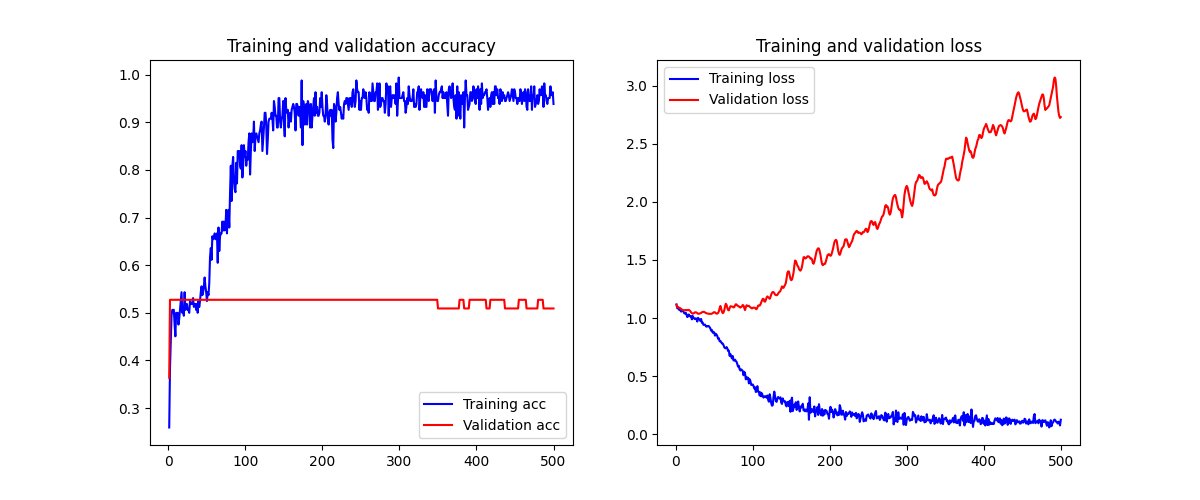 Training and validation accuracy
1.0
0.9
0.8
0.7
0.6
0.5
0.4
0.3
Training acc
Validation acc
0 100 200 300 400 500
Training and validation loss
Training loss
Validation loss
3.0
2.5
2.0
1.5
1.0
0.5
0.0
0 100 200 300 400 500